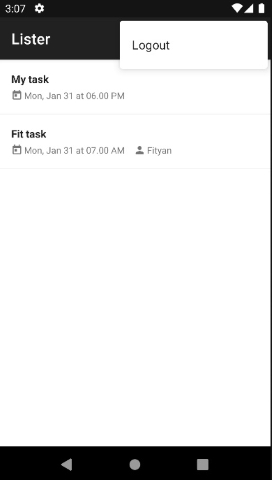 3:07
Lister
Logout
My task
Mon, Jan 31 at 06.00 PM
Fit task
Mon, Jan 31 at 07.00 AM Fityan